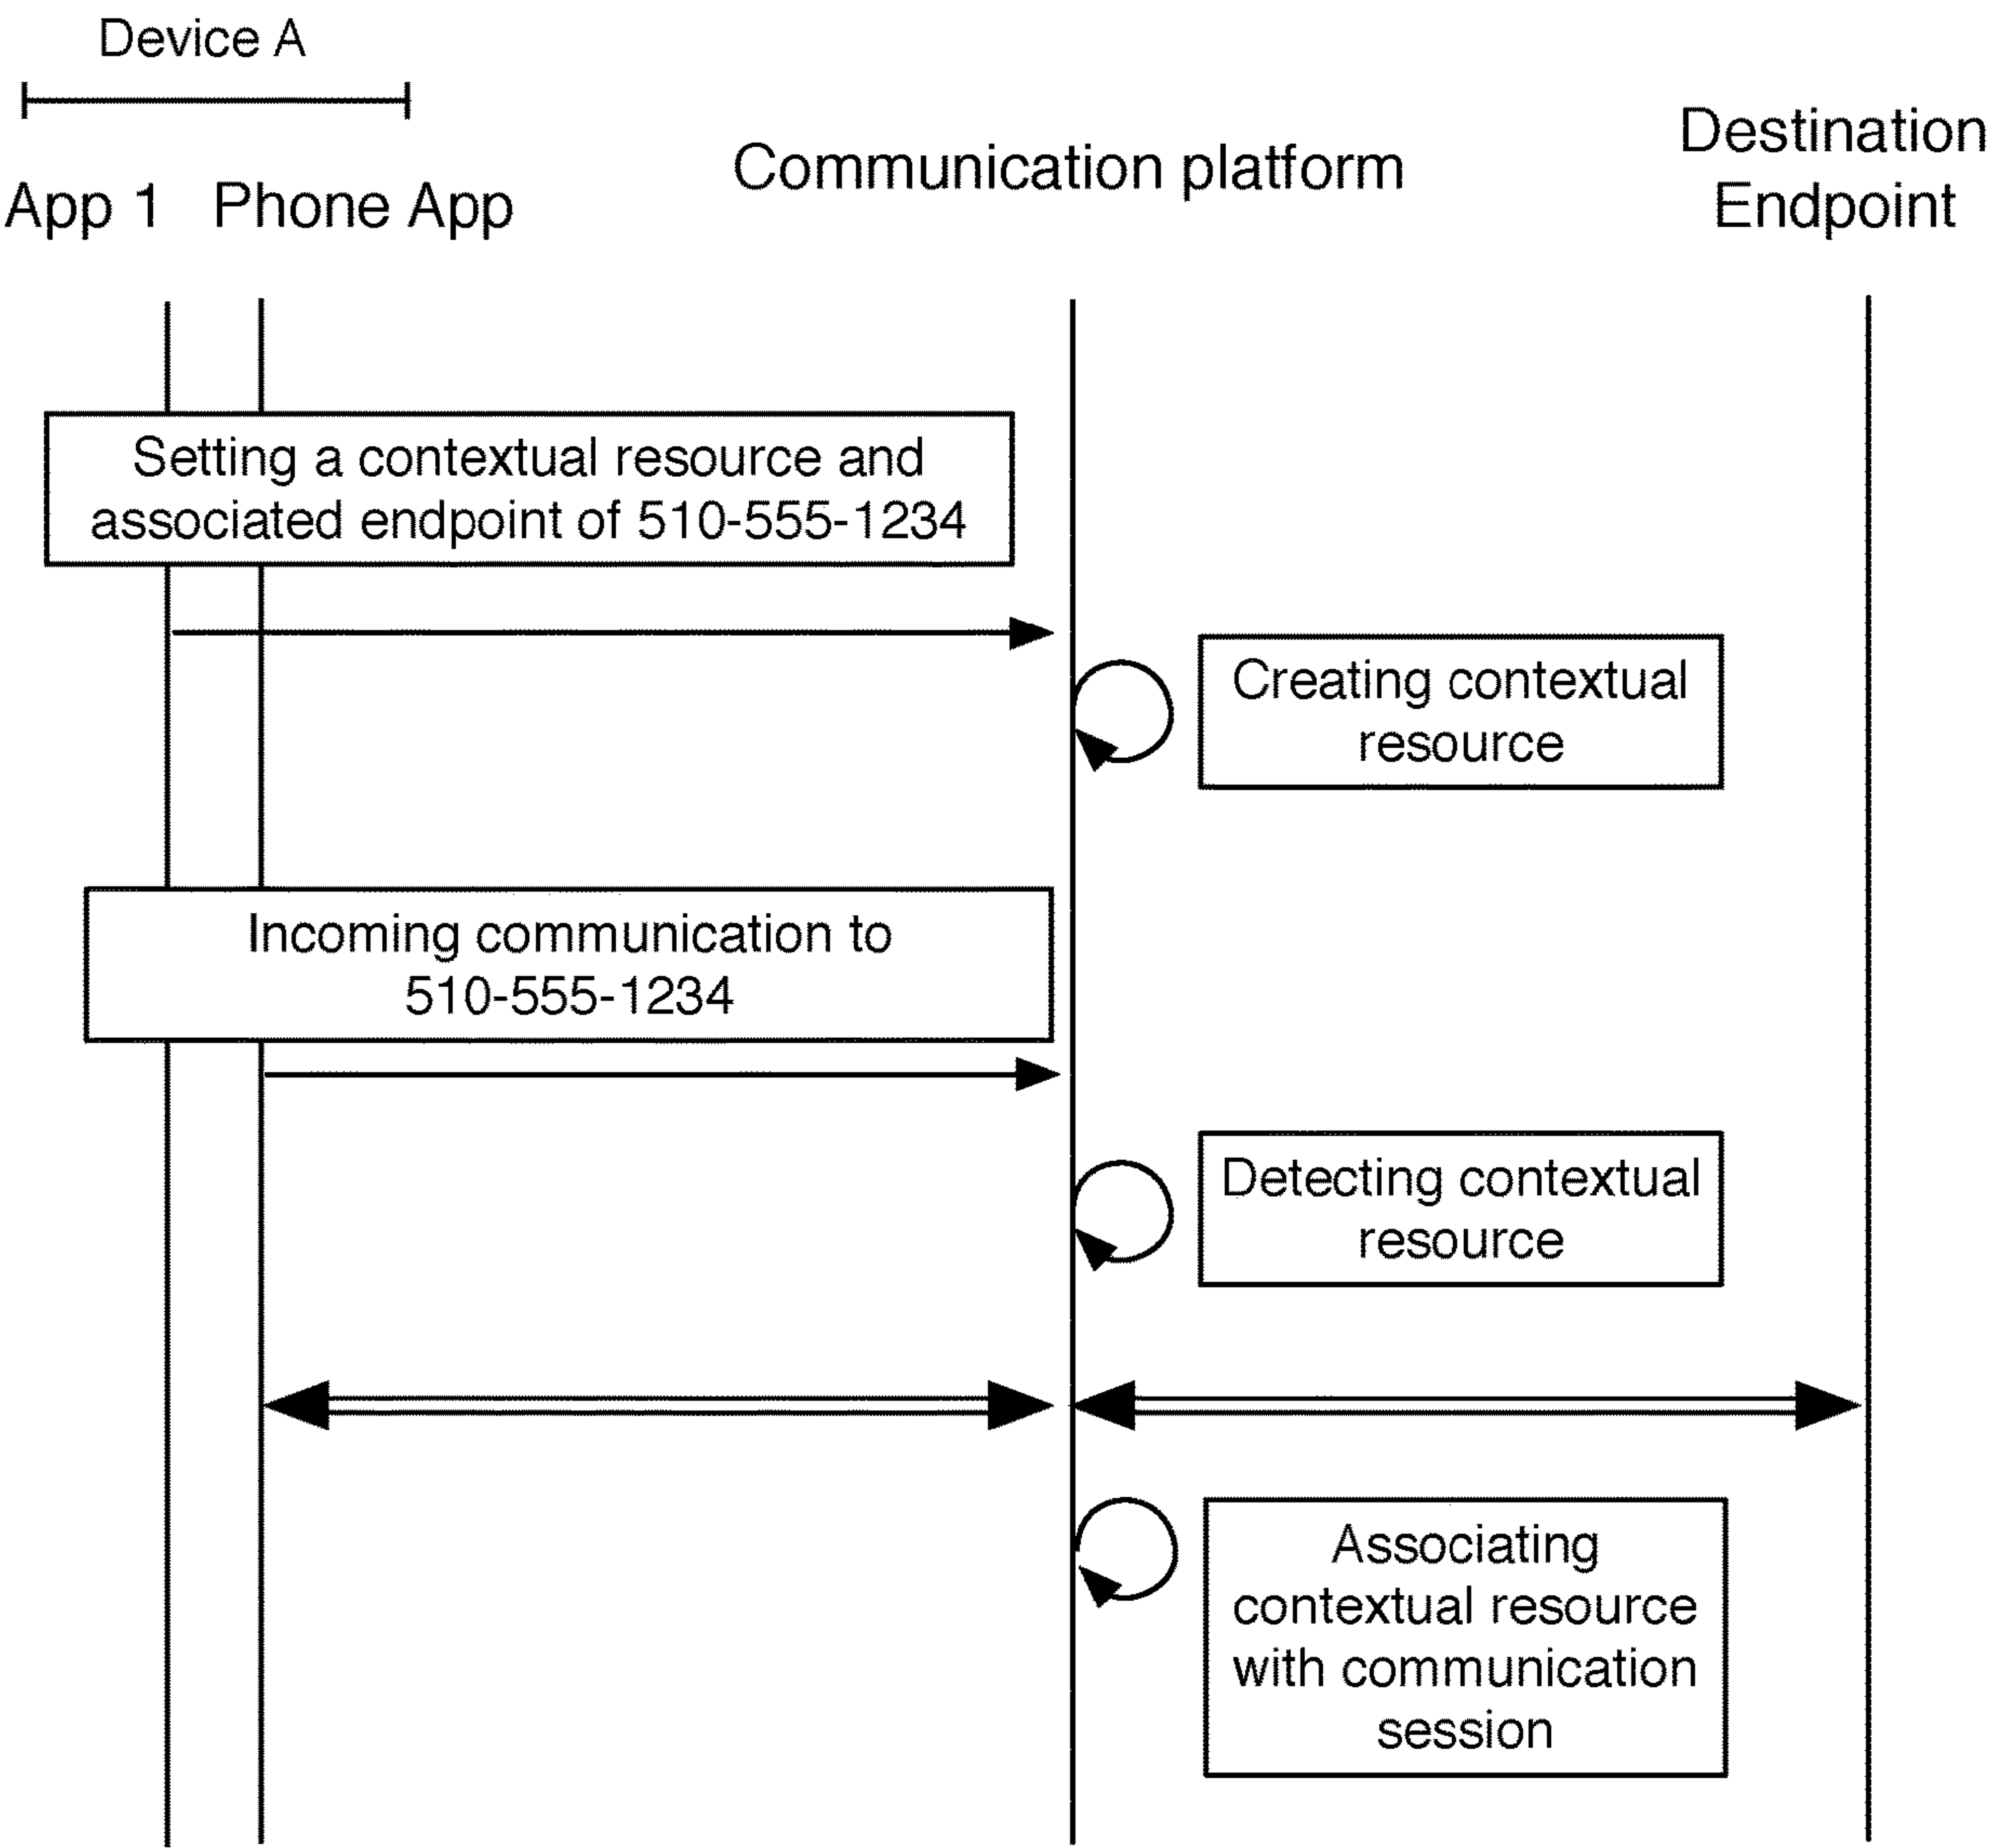 Device A
App 1
Phone App
Communication platform
Destination
Endpoint
Setting a contextual resource and
associated endpoint of 510-555-1234
Creating contextual
resource
Incoming communication to
510-555-1234
Detecting contextual
resource
Associating
contextual resource
with communication
session